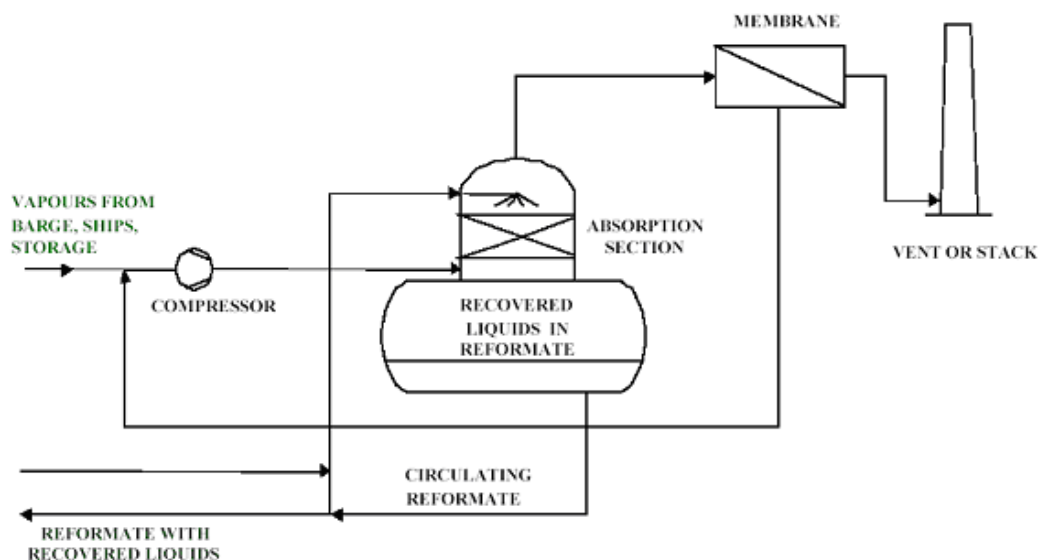 MEMBRANE
VAPOURS FROM
BARGE, SHIPS,
STORAGE
ABSORPTION
SECTION
VENT OR STACK
COMPRESSOR
RECOVERED
LIQUIDS IN
REFORMATE
CIRCULATING
REFORMATE
REFORMATE WITH
RECOVERED LIQUIDS